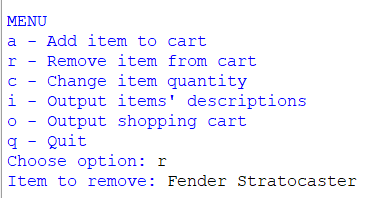 MENU
a - Add item to cart
r - Remove item from cart
c - Change item quantity
i - Output items' descriptions
o - Output shopping cart
q - Quit
Choose option: r
Item to remove: Fender Stratocaster